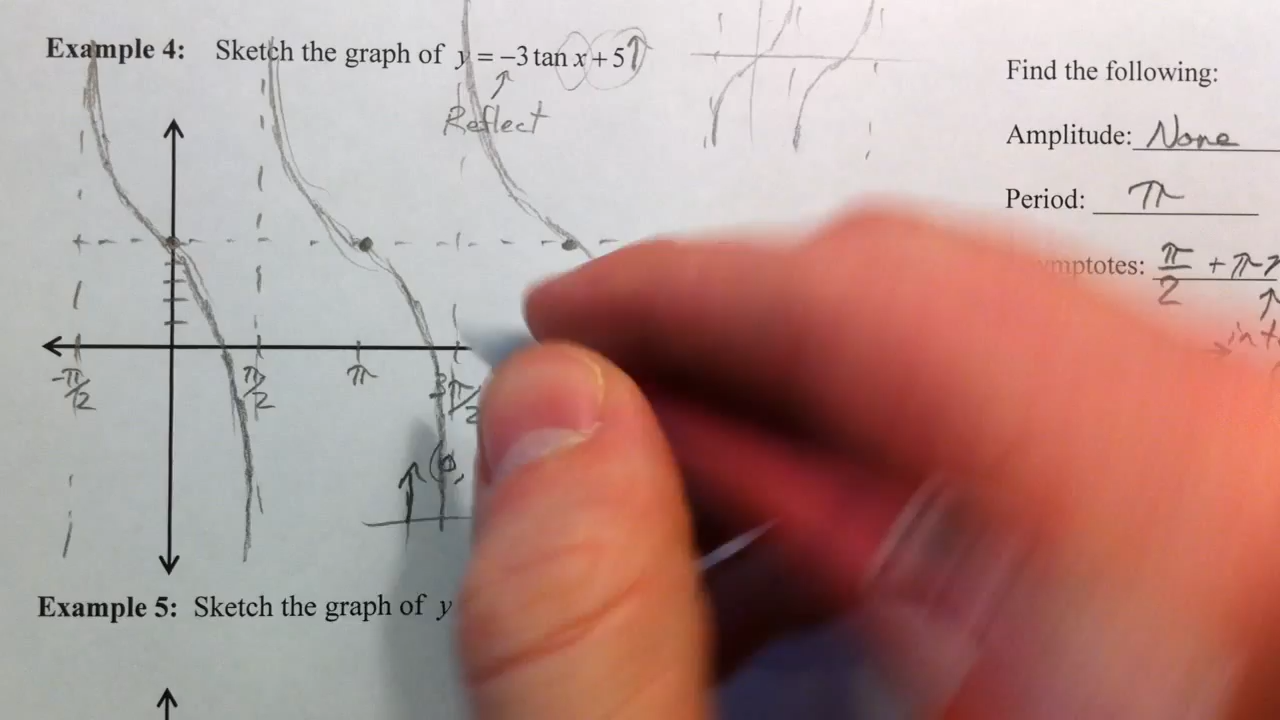 Example 4: Sketch the graph of y = −3 tan x + 5
Reflect
Find the following:
Amplitude: None
Period: π
mptotes: π/2 + π
-π/2
π/2
π
3π/2
Example 5: Sketch the graph of y